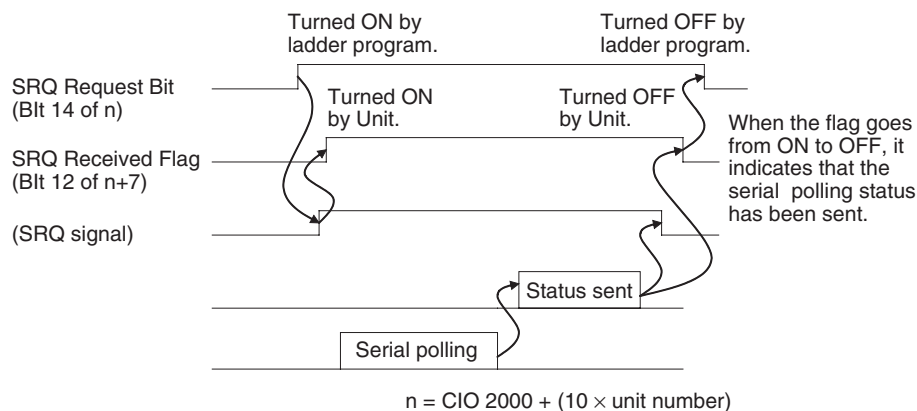 Turned ON by
ladder program.
Turned OFF by
ladder program.
SRQ Request Bit
(BIt 14 of n)
Turned ON
by Unit.
Turned OFF
by Unit.
When the flag goes
from ON to OFF, it
indicates that the
serial polling status
has been sent.
SRQ Received Flag
(BIt 12 of n+7)
(SRQ signal)
Status sent
Serial polling
n = CIO 2000 + (10 × unit number)